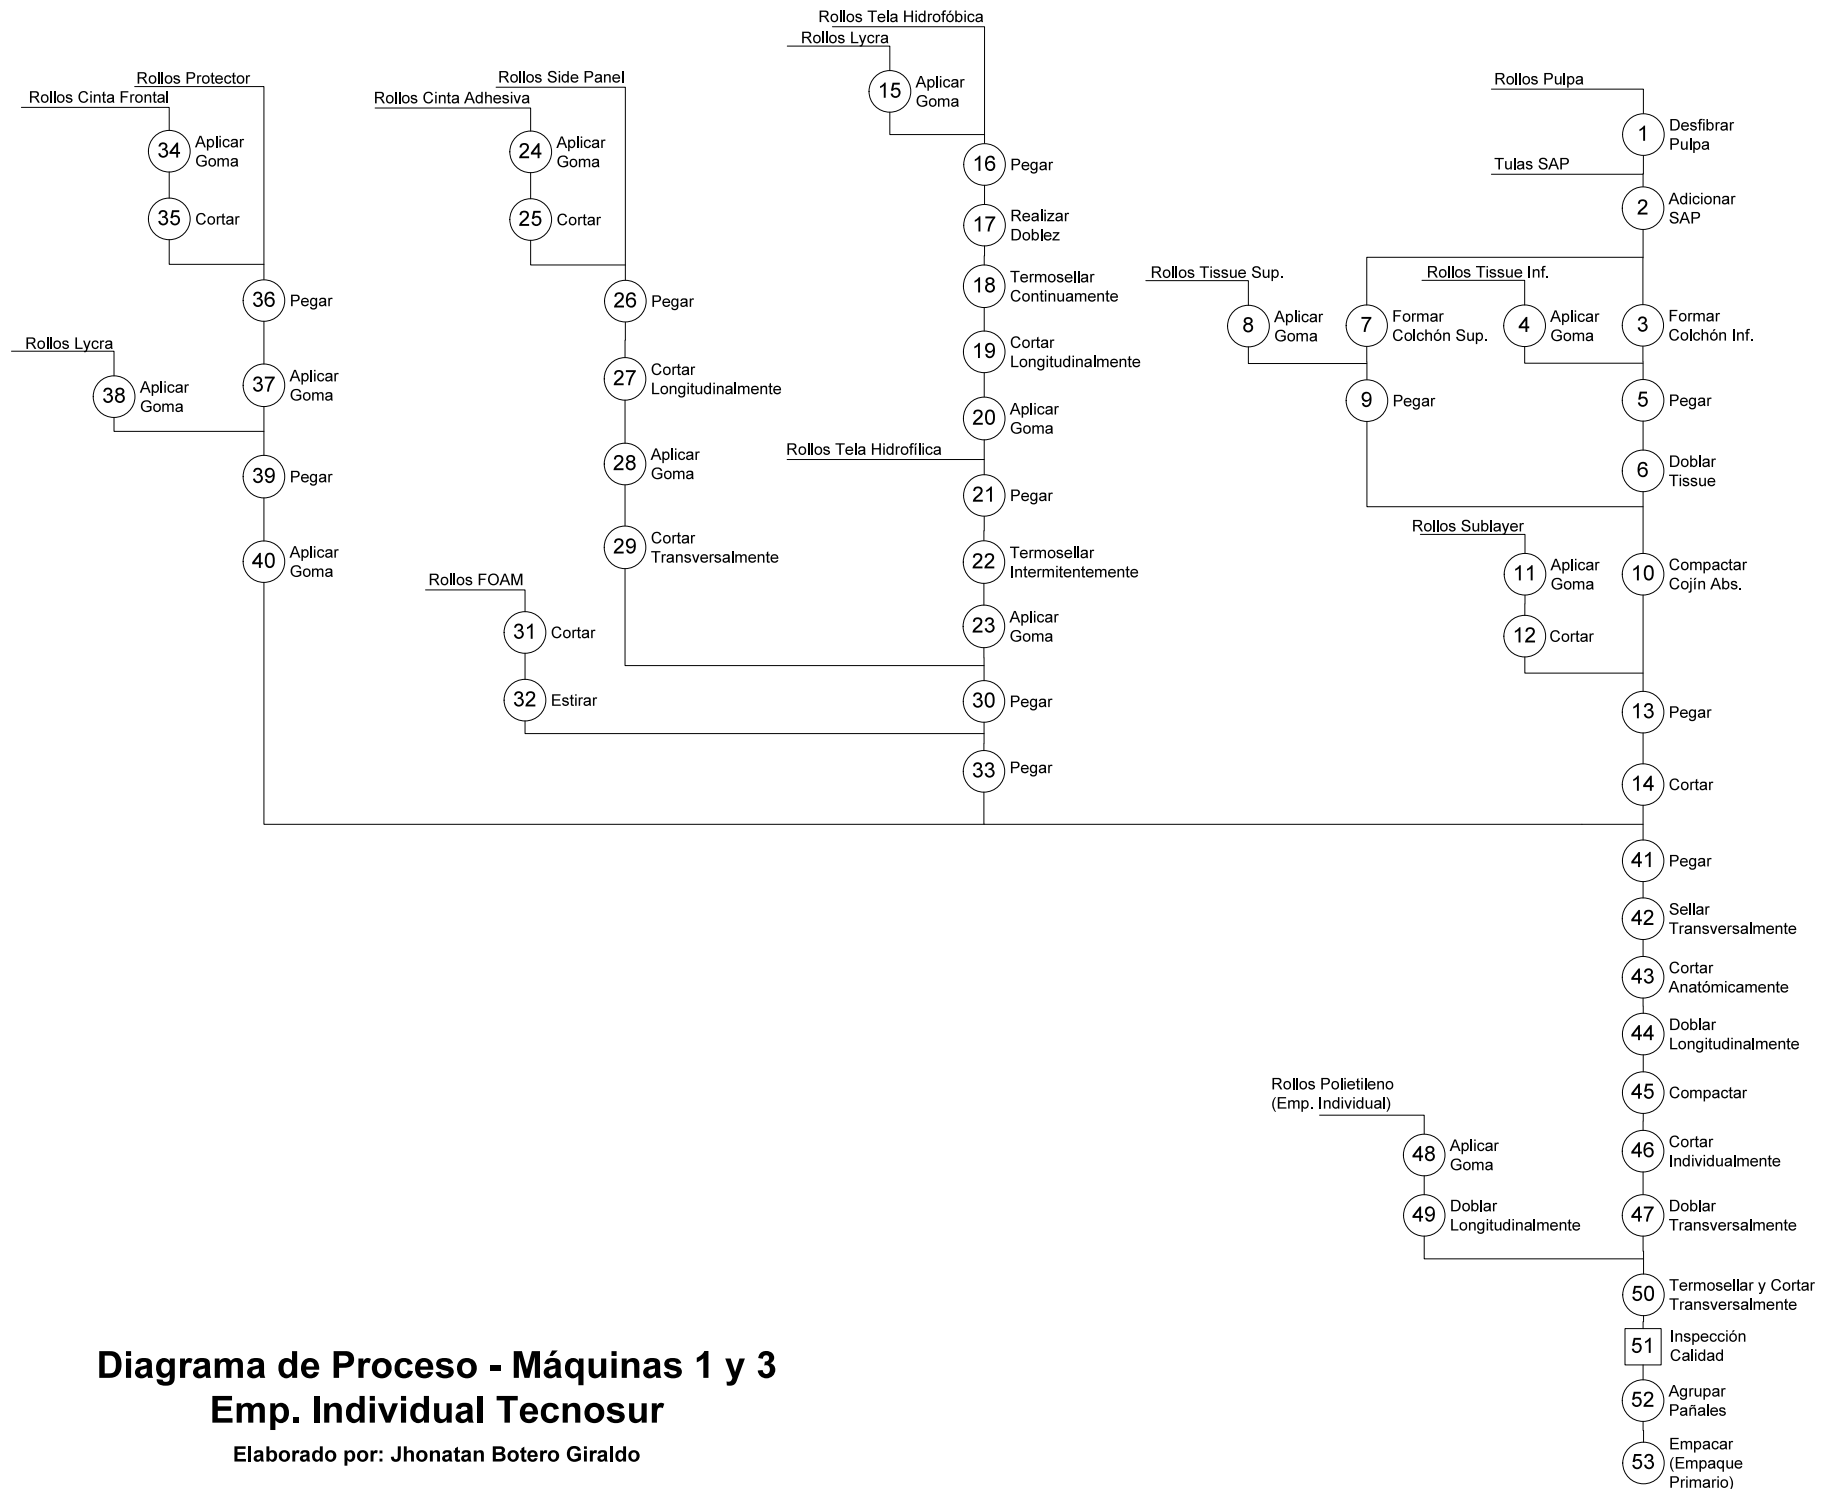 Rollos Protector
Rollos Cinta Frontal
34
Aplicar
Goma
35
Cortar
36
Pegar
Rollos Lycra
38
Aplicar
Goma
37
Aplicar
Goma
39
Pegar
40
Aplicar
Goma
Rollos Side Panel
Rollos Cinta Adhesiva
24
Aplicar
Goma
25
Cortar
26
Pegar
27
Cortar
Longitudinalmente
28
Aplicar
Goma
29
Cortar
Transversalmente
Rollos FOAM
31
Cortar
32
Estirar
Rollos Tela Hidrofóbica
Rollos Lycra
15
Aplicar
Goma
16
Pegar
17
Realizar
Doblez
18
Termosellar
Continuamente
19
Cortar
Longitudinalmente
20
Aplicar
Goma
Rollos Tela Hidrofílica
21
Pegar
22
Termosellar
Intermitentemente
23
Aplicar
Goma
30
Pegar
33
Pegar
Rollos Pulpa
1
Desfibrar
Pulpa
Tulas SAP
2
Adicionar
SAP
Rollos Tissue Sup.
8
Aplicar
Goma
7
Formar
Colchón Sup.
Rollos Tissue Inf.
4
Aplicar
Goma
3
Formar
Colchón Inf.
9
Pegar
5
Pegar
6
Doblar
Tissue
Rollos Sublayer
11
Aplicar
Goma
10
Compactar
Cojín Abs.
12
Cortar
13
Pegar
14
Cortar
41
Pegar
42
Sellar
Transversalmente
43
Cortar
Anatómicamente
44
Doblar
Longitudinalmente
45
Compactar
46
Cortar
Individualmente
47
Doblar
Transversalmente
Rollos Polietileno
(Emp. Individual)
48
Aplicar
Goma
49
Doblar
Longitudinalmente
50
Termosellar y Cortar
Transversalmente
51
Inspección
Calidad
52
Agrupar
Pañales
53
Empacar
(Empaque
Primario)
Diagrama de Proceso - Máquinas 1 y 3
Emp. Individual Tecnosur
Elaborado por: Jhonatan Botero Giraldo